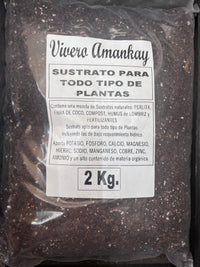 Vivero Amankay
SUSTRATO PARA
TODO TIPO DE
PLANTAS
Contiene una mezcla de Sustratos naturales: PERLITA,
FIBRA DE COCO, COMPOST, HUMUS de LOMBRIZ y
FERTILIZANTES
Sustrato apto para todo tipo de Plantas
incluyendo las de bajo requerimiento hídrico.
Aporta POTASIO, FOSFORO, CALCIO, MAGNESIO,
HIERRO, SODIO, MANGANESO, COBRE, ZINC,
AMONIO y un alto contenido de materia orgánica.
2 Kg.